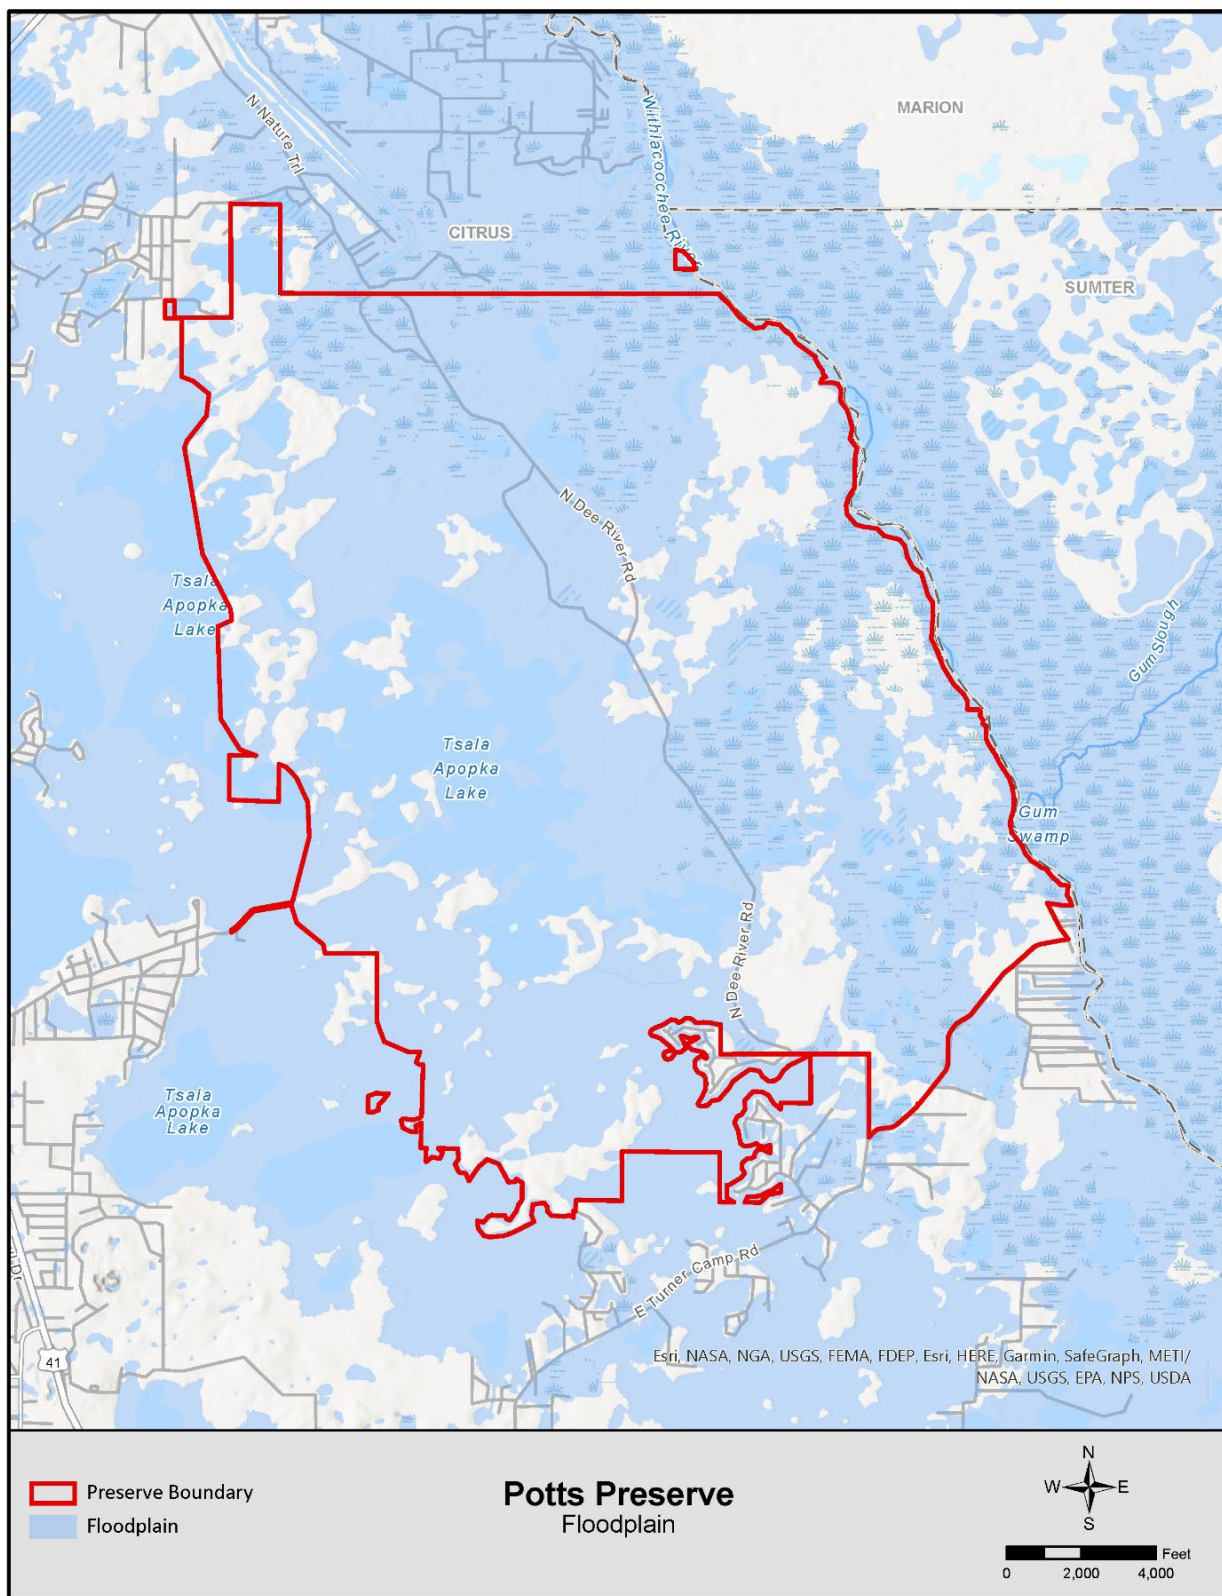 MARION
N Nature Trl
Withlacoochee River
CITRUS
SUMTER
N Dee River Rd
Tsala
Apopka
Lake
Gum Slough
Tsala
Apopka
Lake
Gum
Swamp
N Dee River Rd
Tsala
Apopka
Lake
E Turner Camp Rd
Dr
41
Esri, NASA, NGA, USGS, FEMA, FDEP, Esri, HERE, Garmin, SafeGraph, METI/
NASA, USGS, EPA, NPS, USDA
Preserve Boundary
Floodplain
Potts Preserve
Floodplain
N
W E
S
Feet
0 2,000 4,000